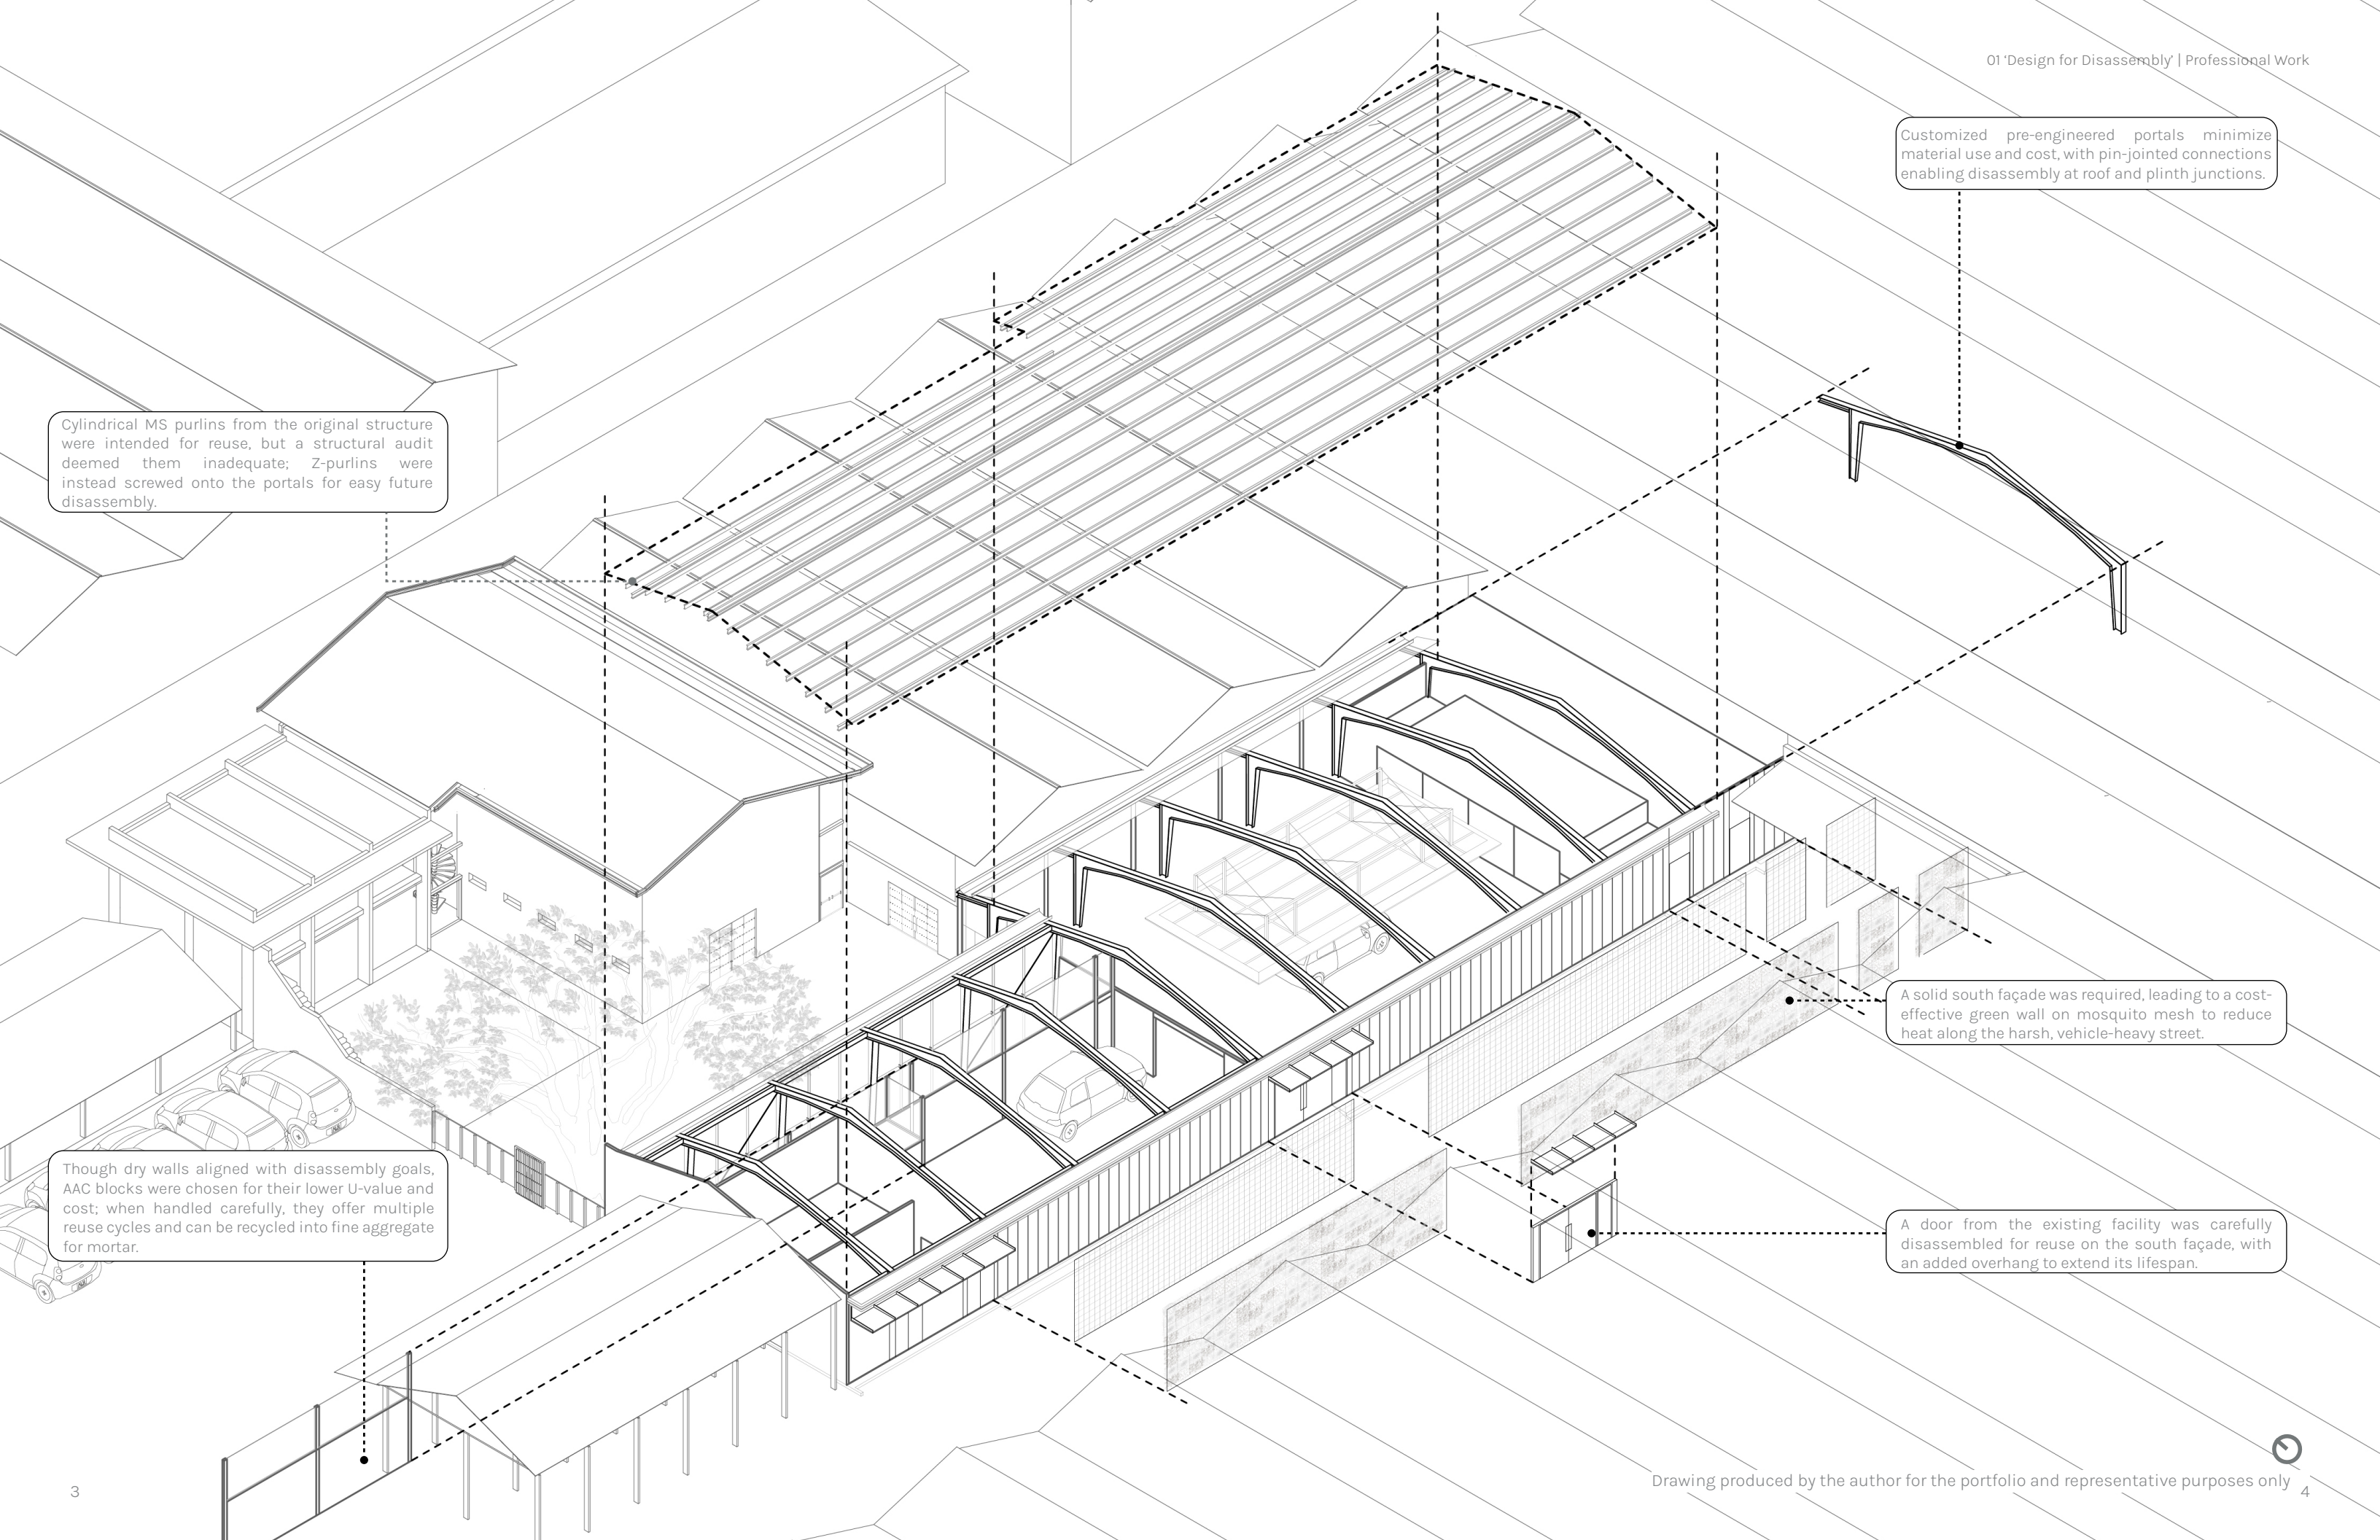 01 ‘Design for Disassembly’ | Professional Work
Customized pre-engineered portals minimize
material use and cost, with pin-jointed connections
enabling disassembly at roof and plinth junctions.
Cylindrical MS purlins from the original structure
were intended for reuse, but a structural audit
deemed them inadequate; Z-purlins were
instead screwed onto the portals for easy future
disassembly.
A solid south façade was required, leading to a cost-
effective green wall on mosquito mesh to reduce
heat along the harsh, vehicle-heavy street.
Though dry walls aligned with disassembly goals,
AAC blocks were chosen for their lower U-value and
cost; when handled carefully, they offer multiple
reuse cycles and can be recycled into fine aggregate
for mortar.
A door from the existing facility was carefully
disassembled for reuse on the south façade, with
an added overhang to extend its lifespan.
Drawing produced by the author for the portfolio and representative purposes only
3
4